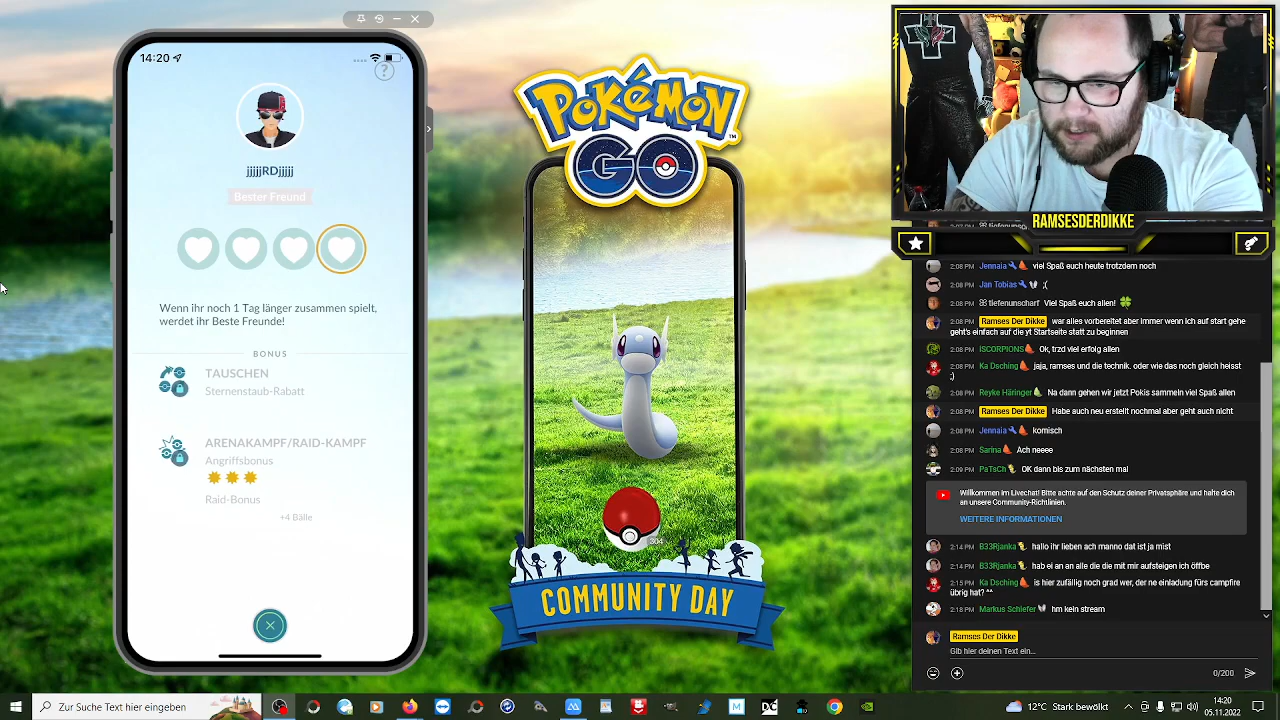 14:20
?
jjjjjRDjjjjj
Bester Freund
Wenn ihr noch 1 Tag länger zusammen spielt,
werdet ihr Beste Freunde!
BONUS
TAUSCHEN
Sternenstaub-Rabatt
ARENAKAMPF/RAID-KAMPF
Angriffsbonus
Raid-Bonus
+4 Bälle
POKéMON
™
GO
304
COMMUNITY DAY
RAMSESDERDIKKE
2:08 PM Jennaia viel Spaß euch heute trotzdem noch
2:08 PM Jan Tobias ;(
2:08 PM tiefenunscharf Viel Spaß euch allen!
2:08 PM Ramses Der Dikke war alles vorbereitet aber immer wenn ich auf start gehe
geht's einfach auf die yt Startseite statt zu beginnen
2:08 PM ISCORPIONS Ok, trzd viel erfolg allen
2:08 PM Ka Dsching jaja, ramses und die technik. oder wie das noch gleich heisst
;)
2:08 PM Reyke Häringer Na dann gehen wir jetzt Pokis sammeln viel Spaß
2:08 PM Ramses Der Dikke Habe auch neu erstellt nochmal aber geht auch nicht
2:08 PM Jennaia komisch
2:08 PM Sarina Ach neeee
2:09 PM PaTsCh OK dann bis zum nächsten mal
Willkommen im Livechat! Bitte achte auf den Schutz deiner Privatsphäre und halte dich
an unsere Community-Richtlinien.
WEITERE INFORMATIONEN
2:14 PM B33Rjanka hallo ihr lieben ach manno dat ist ja mist
2:14 PM B33Rjanka hab ei an an alle die die mit mir aufsteigen ich öffbe
2:15 PM Ka Dsching is hier zufällig noch grad wer, der ne einladung fürs campfire
übrig hat? ^^
2:18 PM Markus Schiefer hm kein stream
Ramses Der Dikke
Gib hier deinen Text ein...
0/200
Zur Suche Text hier eingeben
12°C
14:20
05.11.2022